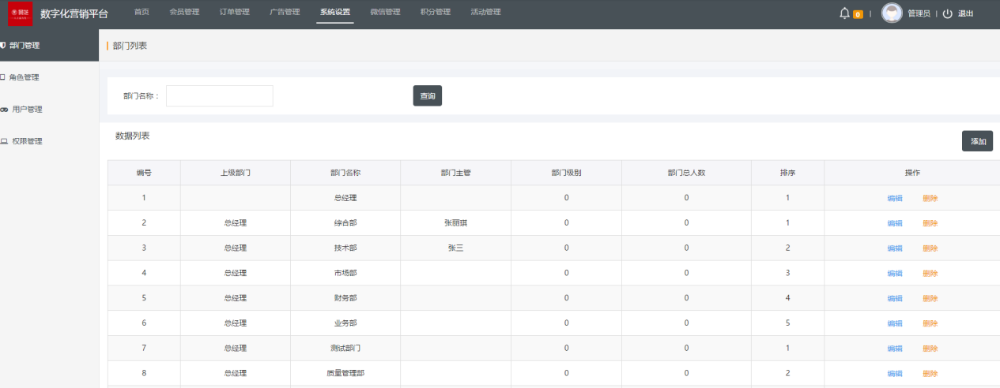 数字化营销平台 首页 会员管理 订单管理 广告管理 系统设置 微信管理 积分管理 活动管理 0 | 管理员 | 退出
部门管理
部门列表
角色管理
用户管理
权限管理
部门名称： 查询
数据列表 添加
编号 上级部门 部门名称 部门主管 部门级别 部门总人数 排序 操作
1 总经理 0 0 1 编辑 删除
2 总经理 综合部 张丽琪 0 0 1 编辑 删除
3 总经理 技术部 张三 0 0 2 编辑 删除
4 总经理 市场部 0 0 3 编辑 删除
5 总经理 财务部 0 0 4 编辑 删除
6 总经理 业务部 0 0 5 编辑 删除
7 总经理 测试部门 0 0 1 编辑 删除
8 总经理 质量管理部 0 0 2 编辑 删除